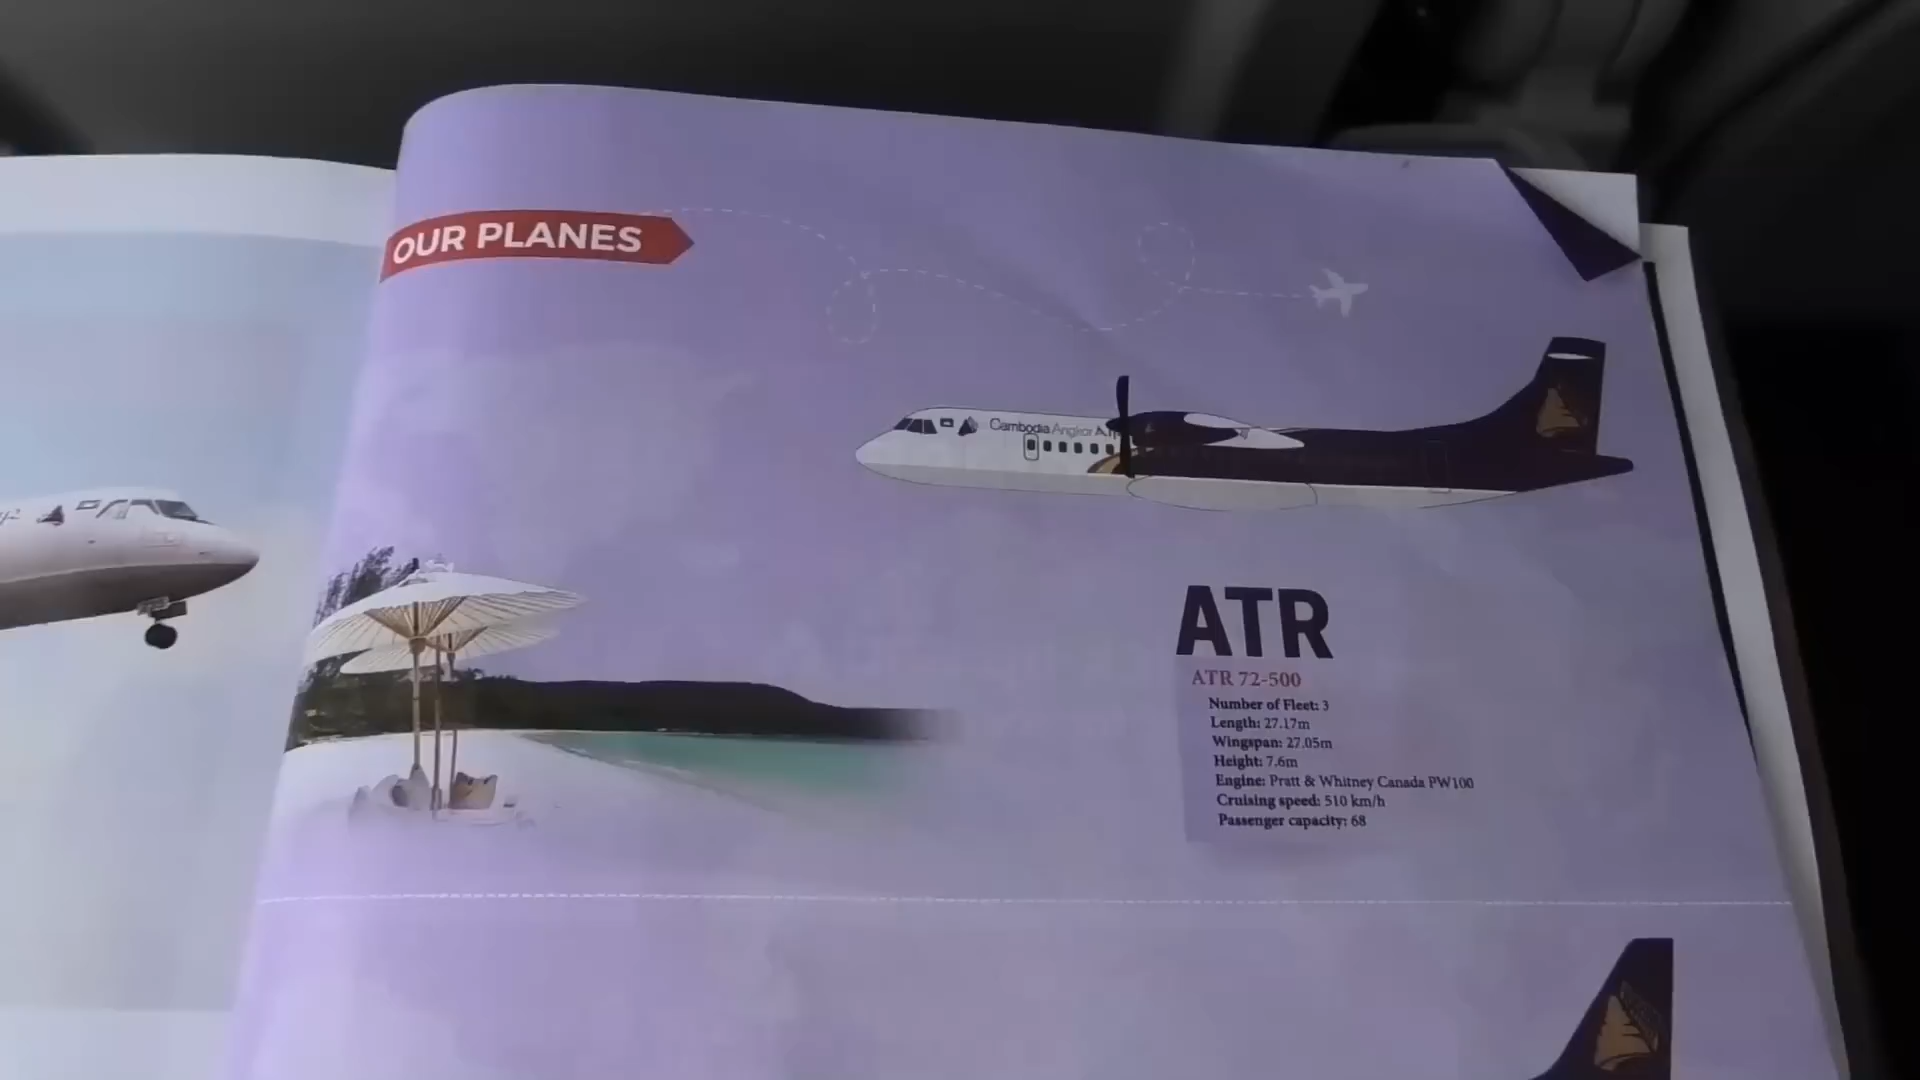 OUR PLANES
Cambodia Angkor Air
ATR
ATR 72-500
Number of Fleet: 3
Length: 27.17m
Wingspan: 27.05m
Height: 7.6m
Engine: Pratt & Whitney Canada PW100
Cruising speed: 510 km/h
Passenger capacity: 68